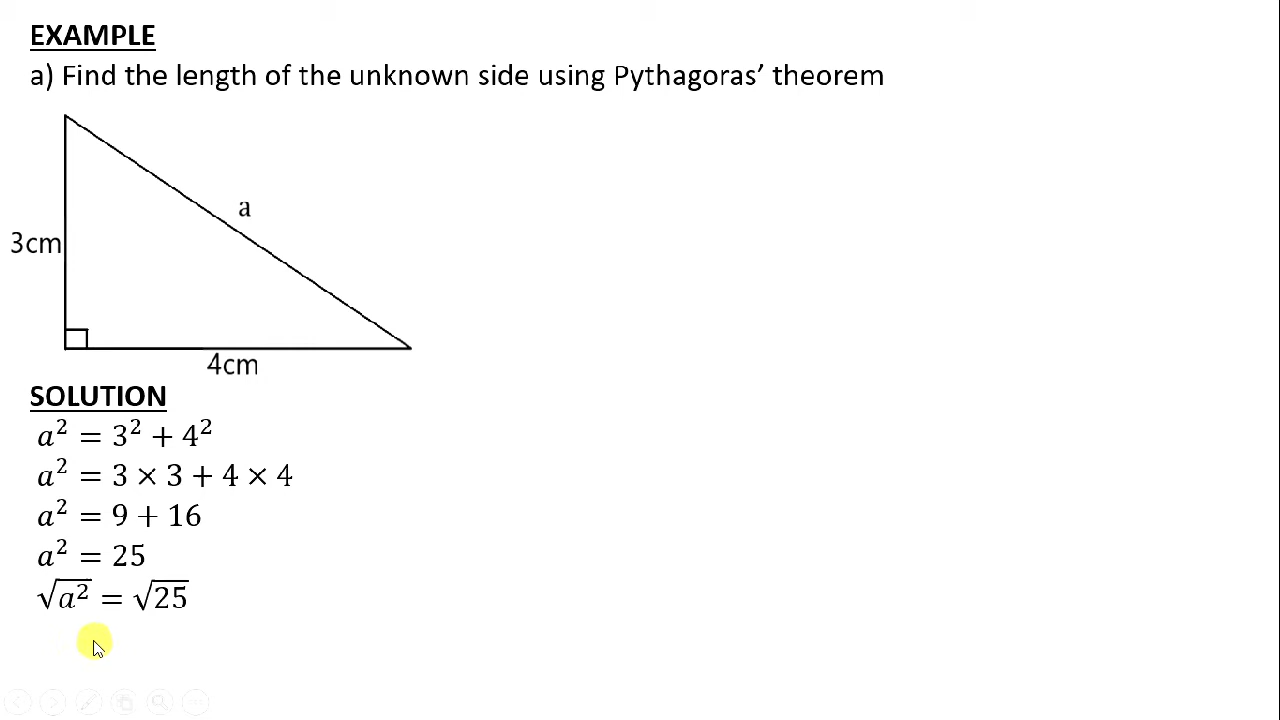 EXAMPLE
a) Find the length of the unknown side using Pythagoras’ theorem
a
3cm
4cm
SOLUTION
a² = 3² + 4²
a² = 3 × 3 + 4 × 4
a² = 9 + 16
a² = 25
√a² = √25